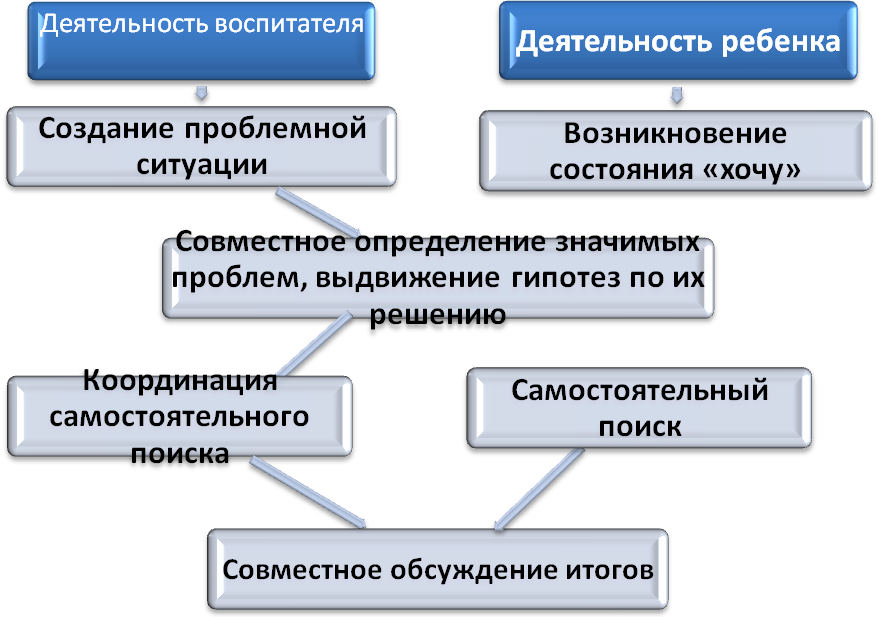 Деятельность воспитателя
Деятельность ребенка
Создание проблемной
ситуации
Возникновение
состояния «хочу»
Совместное определение значимых
проблем, выдвижение гипотез по их
решению
Координация
самостоятельного
поиска
Самостоятельный
поиск
Совместное обсуждение итогов